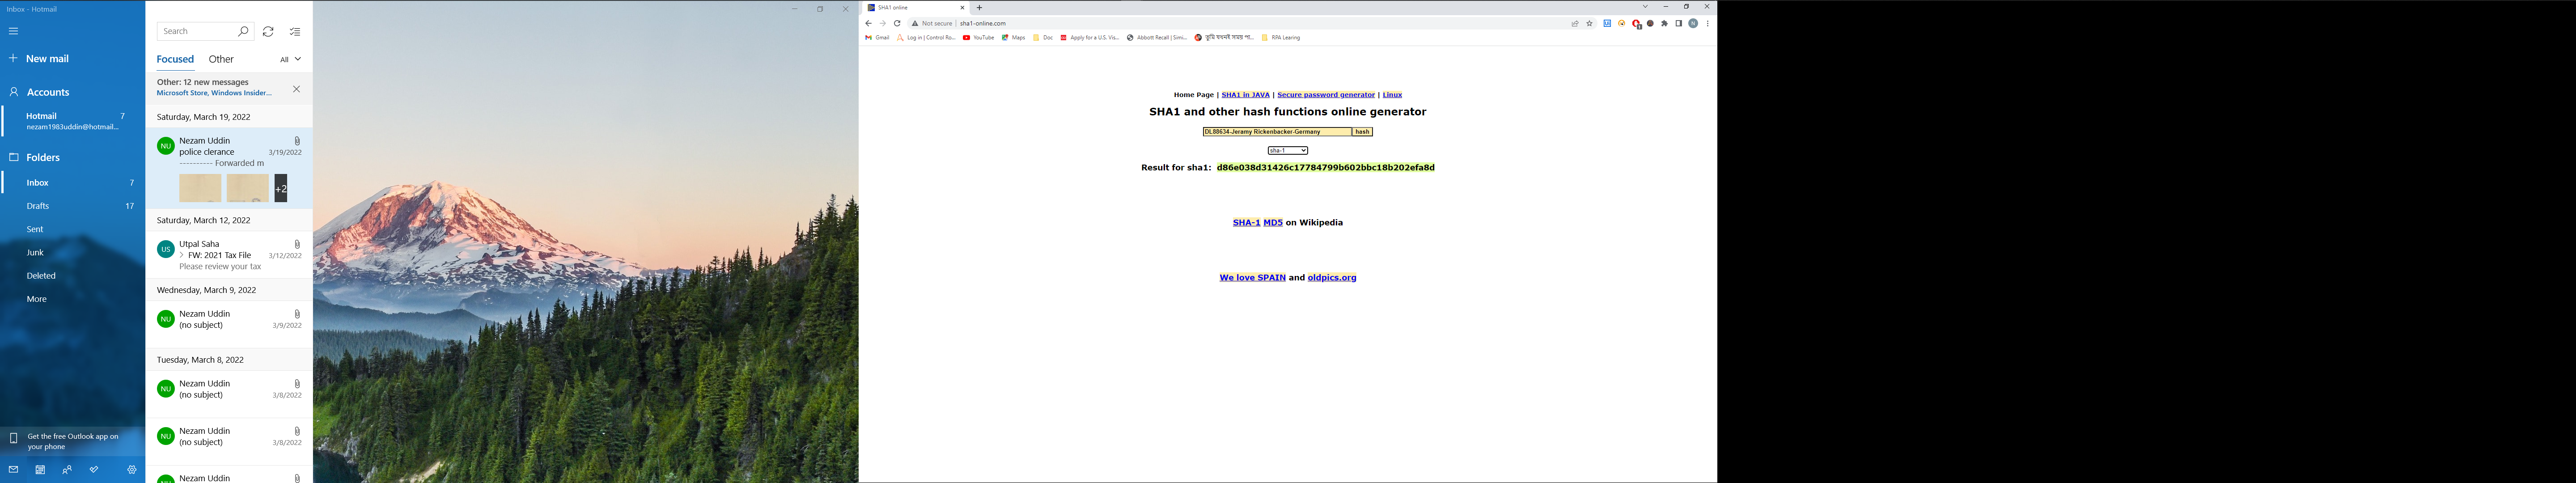 Inbox - Hotmail
New mail
Accounts
Hotmail 7
nezam1983uddin@hotmail...
Folders
Inbox 7
Drafts 17
Sent
Junk
Deleted
More
Get the free Outlook app on
your phone
Search
Focused Other All
Other: 12 new messages
Microsoft Store, Windows Insider...
Saturday, March 19, 2022
NU Nezam Uddin
police clerance 3/19/2022
---------- Forwarded m
+2
Saturday, March 12, 2022
US Utpal Saha
> FW: 2021 Tax File 3/12/2022
Please review your tax
Wednesday, March 9, 2022
NU Nezam Uddin
(no subject) 3/9/2022
Tuesday, March 8, 2022
NU Nezam Uddin
(no subject) 3/8/2022
NU Nezam Uddin
(no subject) 3/8/2022
Nezam Uddin
SHA1 online
Not secure | sha1-online.com
Gmail Log in | Control Ro... YouTube Maps Doc Apply for a U.S. Vis... Abbott Recall | Simi... RPA Learing
Home Page | SHA1 in JAVA | Secure password generator | Linux
SHA1 and other hash functions online generator
DL88634-Jeramy Rickenbacker-Germany hash
sha-1
Result for sha1: d86e038d31426c17784799b602bbc18b202efa8d
SHA-1 MD5 on Wikipedia
We love SPAIN and oldpics.org